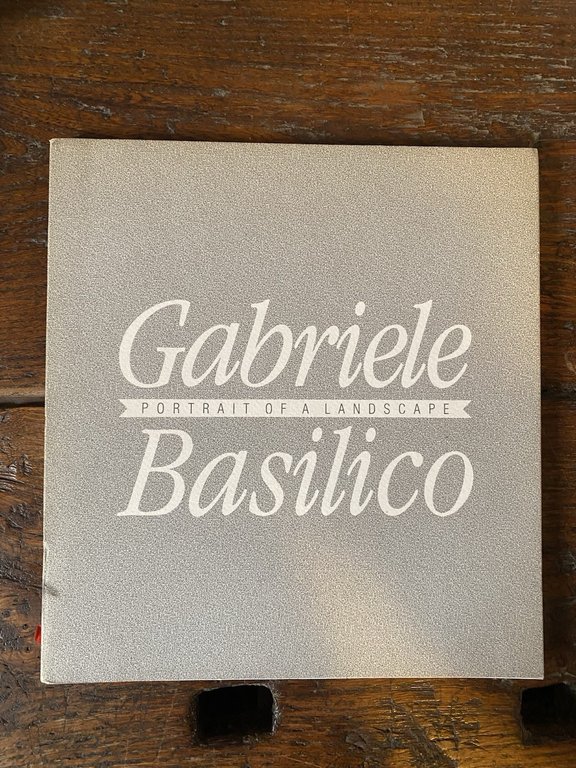 Gabriele
PORTRAIT OF A LANDSCAPE
Basilico